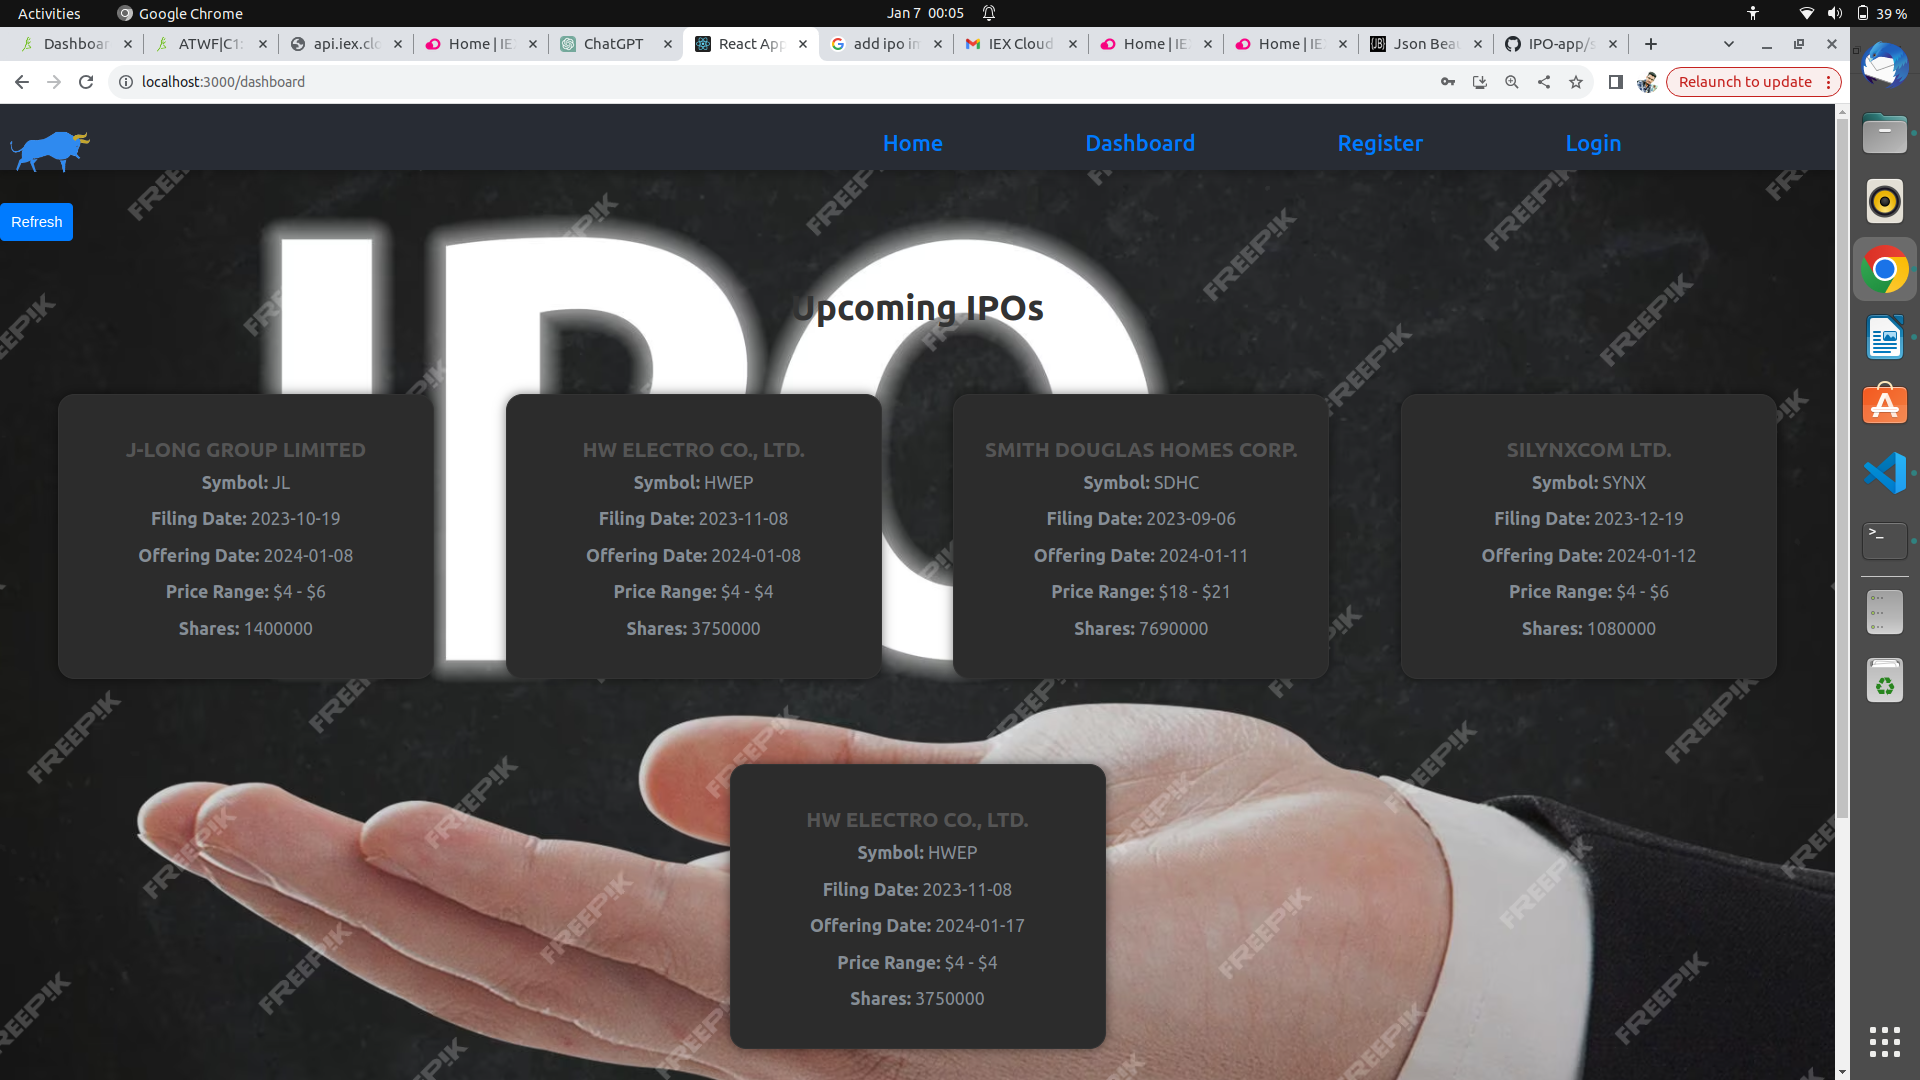 Activities
Google Chrome
Jan 7 00:05
39 %
Dashboar
ATWF|C1:
api.iex.clo
Home | IE
ChatGPT
React App
add ipo in
IEX Cloud
Home | IE
Home | IE
Json Beau
IPO-app/s
localhost:3000/dashboard
Relaunch to update
Home
Dashboard
Register
Login
Refresh
IPO
Upcoming IPOs
J-LONG GROUP LIMITED
Symbol: JL
Filing Date: 2023-10-19
Offering Date: 2024-01-08
Price Range: $4 - $6
Shares: 1400000
HW ELECTRO CO., LTD.
Symbol: HWEP
Filing Date: 2023-11-08
Offering Date: 2024-01-08
Price Range: $4 - $4
Shares: 3750000
SMITH DOUGLAS HOMES CORP.
Symbol: SDHC
Filing Date: 2023-09-06
Offering Date: 2024-01-11
Price Range: $18 - $21
Shares: 7690000
SILYNXCOM LTD.
Symbol: SYNX
Filing Date: 2023-12-19
Offering Date: 2024-01-12
Price Range: $4 - $6
Shares: 1080000
HW ELECTRO CO., LTD.
Symbol: HWEP
Filing Date: 2023-11-08
Offering Date: 2024-01-17
Price Range: $4 - $4
Shares: 3750000
FREEPIK